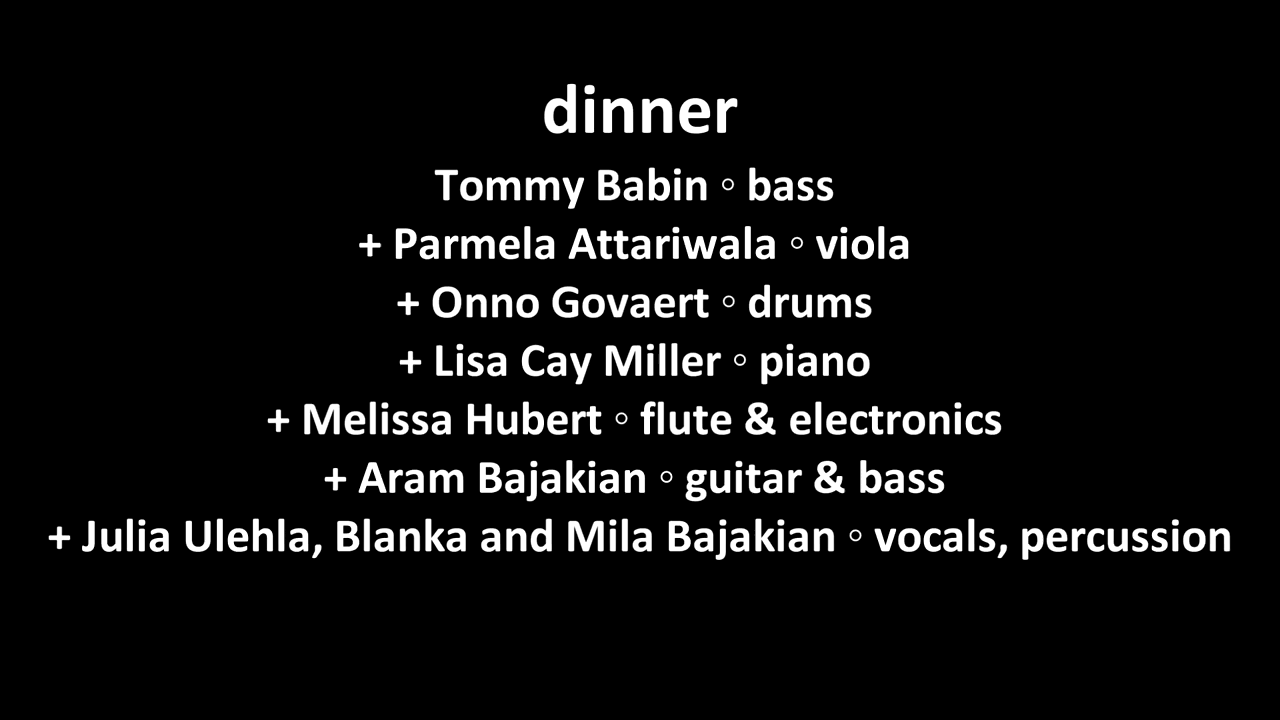 dinner
Tommy Babin ◦ bass
+ Parmela Attariwala ◦ viola
+ Onno Govaert ◦ drums
+ Lisa Cay Miller ◦ piano
+ Melissa Hubert ◦ flute & electronics
+ Aram Bajakian ◦ guitar & bass
+ Julia Ulehla, Blanka and Mila Bajakian ◦ vocals, percussion